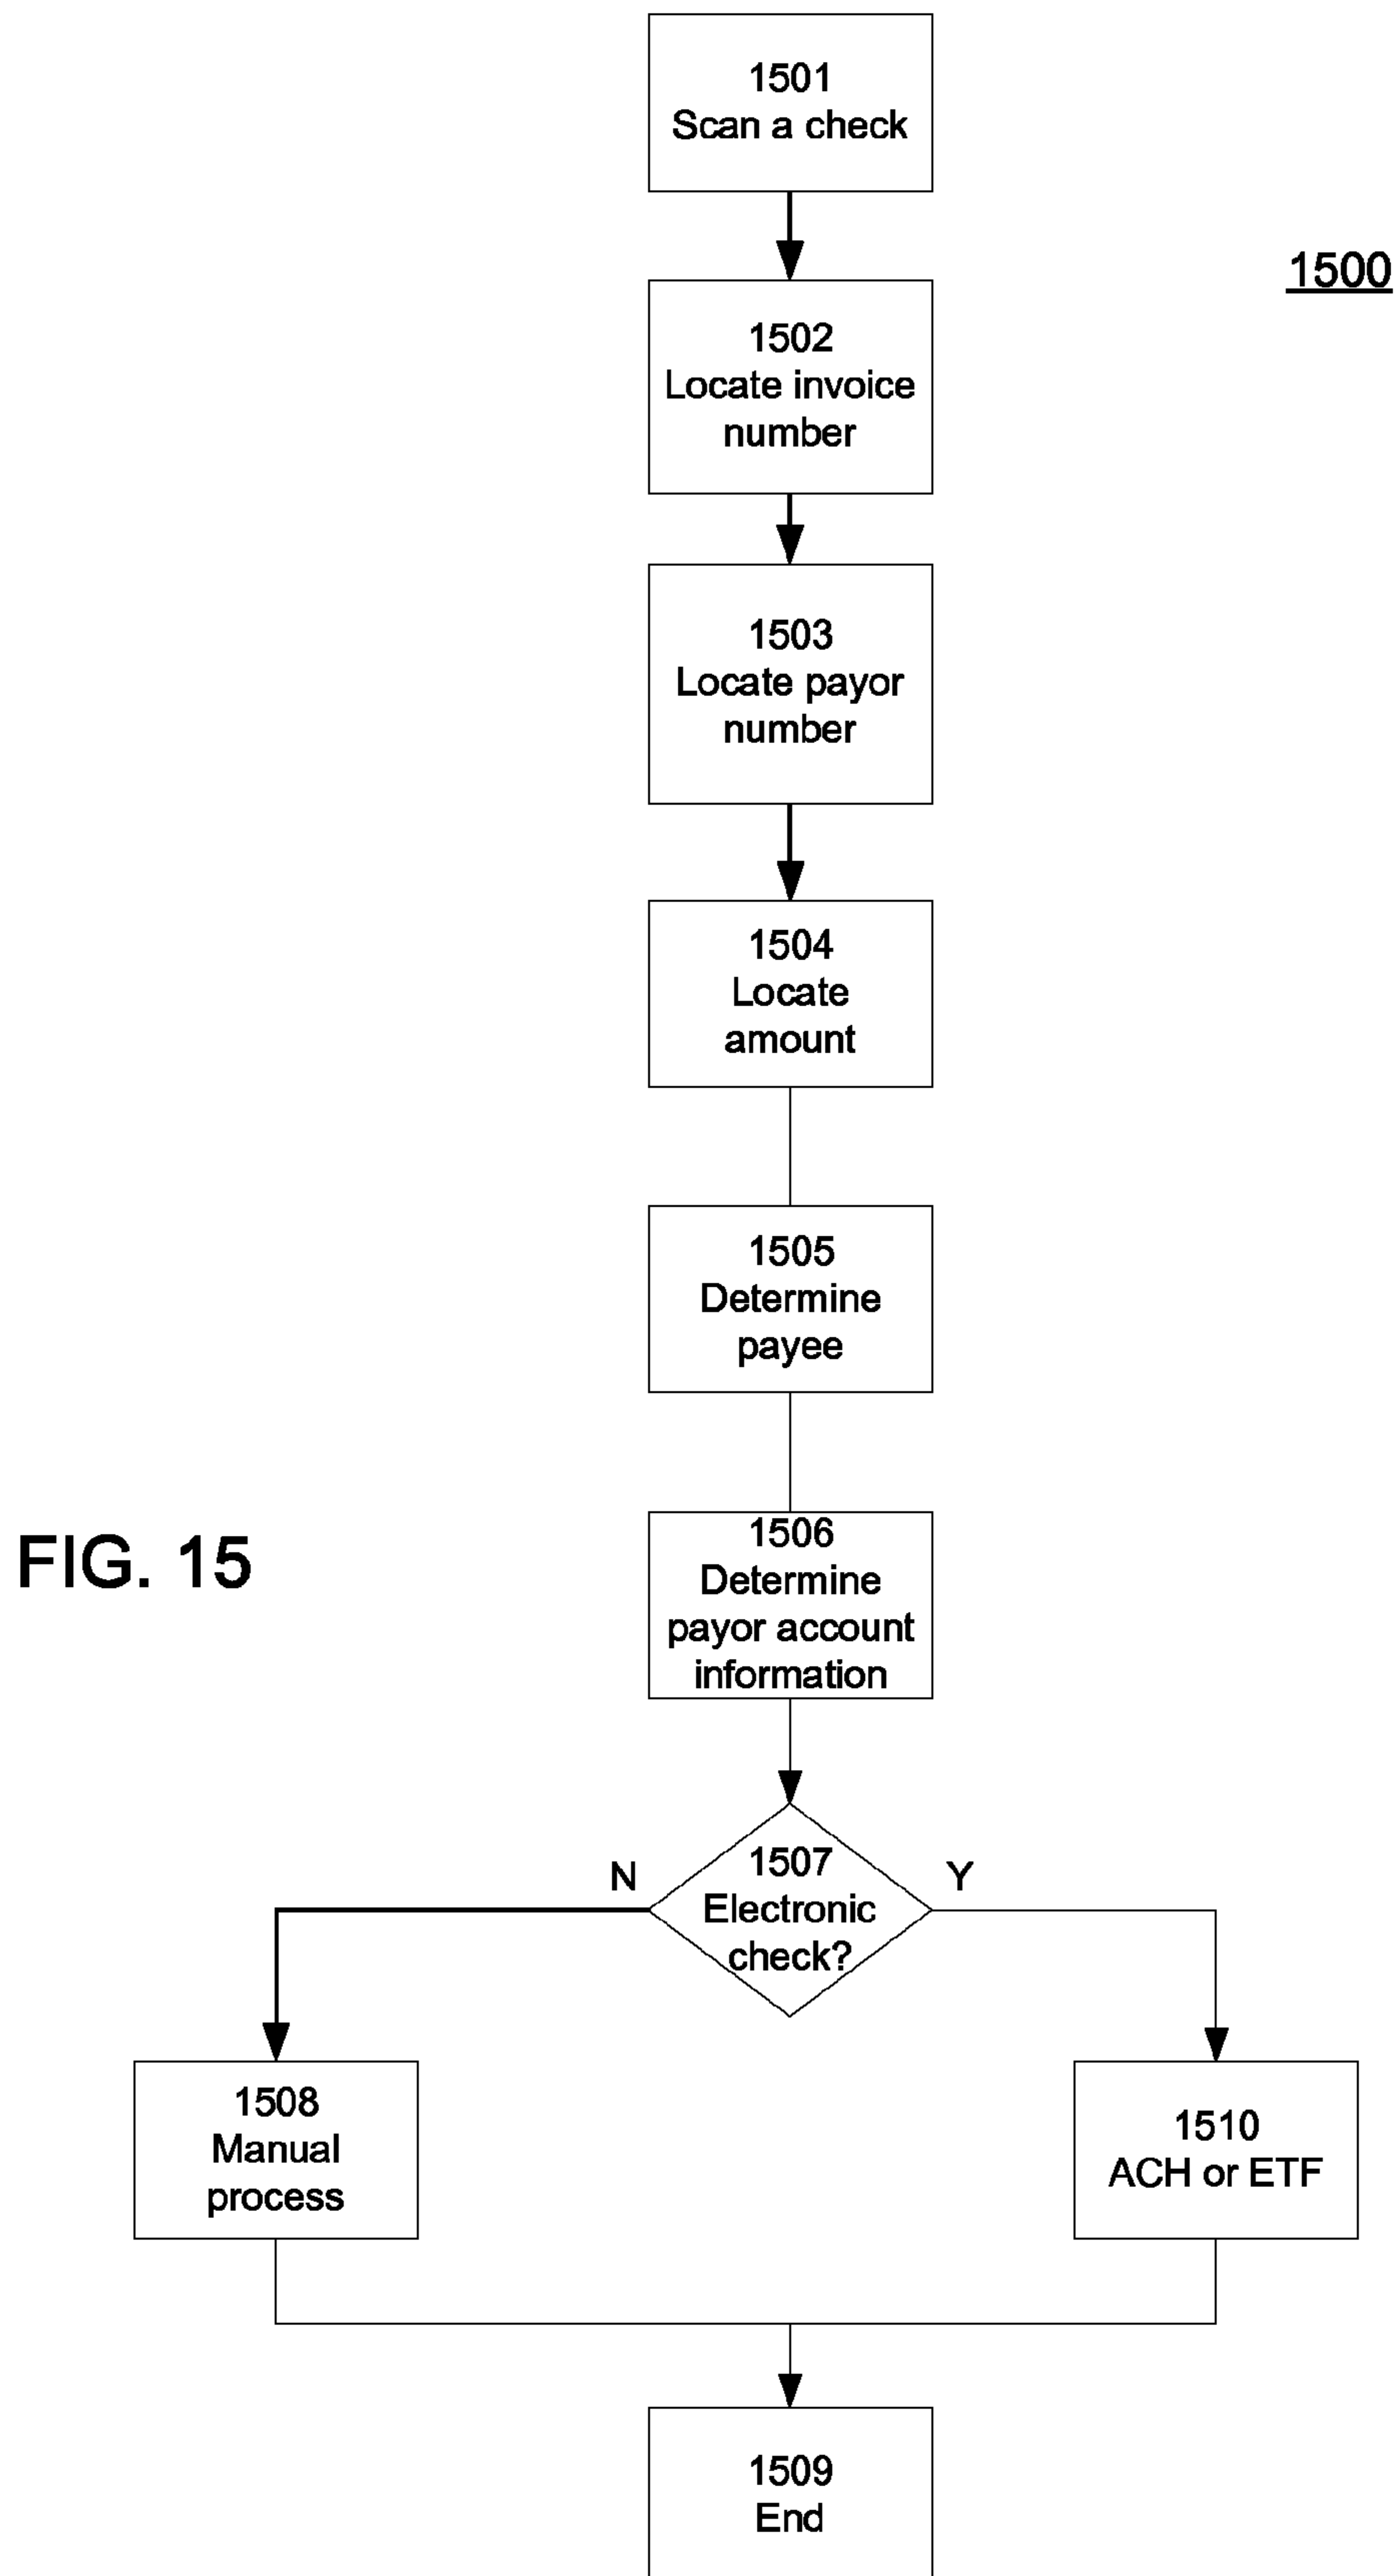 1501
Scan a check
1500
1502
Locate invoice
number
1503
Locate payor
number
1504
Locate
amount
1505
Determine
payee
FIG. 15
1506
Determine
payor account
information
1507
Electronic
check?
N
Y
1508
Manual
process
1510
ACH or ETF
1509
End